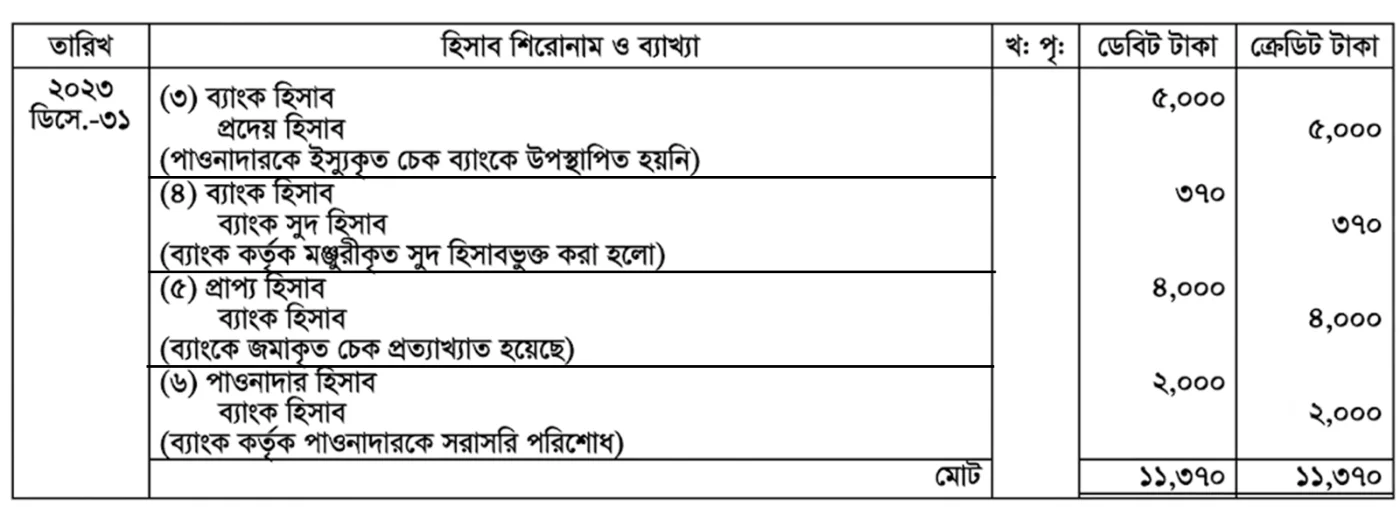 তারিখ হিসাব শিরোনাম ও ব্যাখ্যা খ: পৃ: ডেবিট টাকা ক্রেডিট টাকা
২০২৩
ডিসে.-৩১
(৩) ব্যাংক হিসাব ৫,০০০
প্রদেয় হিসাব ৫,০০০
(পাওনাদারকে ইস্যুকৃত চেক ব্যাংকে উপস্থাপিত হয়নি)
(৪) ব্যাংক হিসাব ৩৭০
ব্যাংক সুদ হিসাব ৩৭০
(ব্যাংক কর্তৃক মঞ্জুরীকৃত সুদ হিসাবভুক্ত করা হলো)
(৫) প্রাপ্য হিসাব ৪,০০০
ব্যাংক হিসাব ৪,০০০
(ব্যাংকে জমাকৃত চেক প্রত্যাখ্যাত হয়েছে)
(৬) পাওনাদার হিসাব ২,০০০
ব্যাংক হিসাব ২,০০০
(ব্যাংক কর্তৃক পাওনাদারকে সরাসরি পরিশোধ)
মোট ১১,৩৭০ ১১,৩৭০